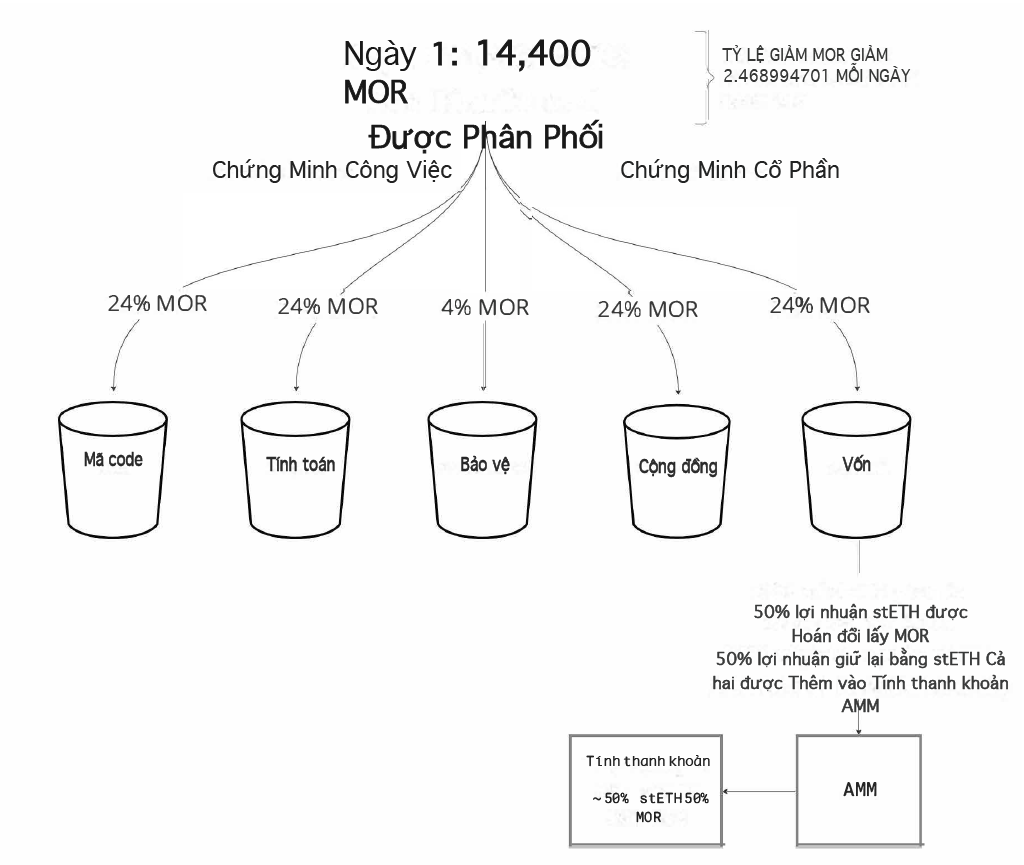 Ngày 1: 14,400
MOR
Được Phân Phối
TỶ LỆ GIẢM MOR GIẢM
2.468994701 MỖI NGÀY
Chứng Minh Công Việc
Chứng Minh Cổ Phần
24% MOR
24% MOR
4% MOR
24% MOR
24% MOR
Mã code
Tính toán
Bảo vệ
Cộng đồng
Vốn
50% lợi nhuận stETH được
Hoán đổi lấy MOR
50% lợi nhuận giữ lại bằng stETH Cả
hai được Thêm vào Tính thanh khoản
AMM
Tính thanh khoản
~50% stETH 50%
MOR
AMM